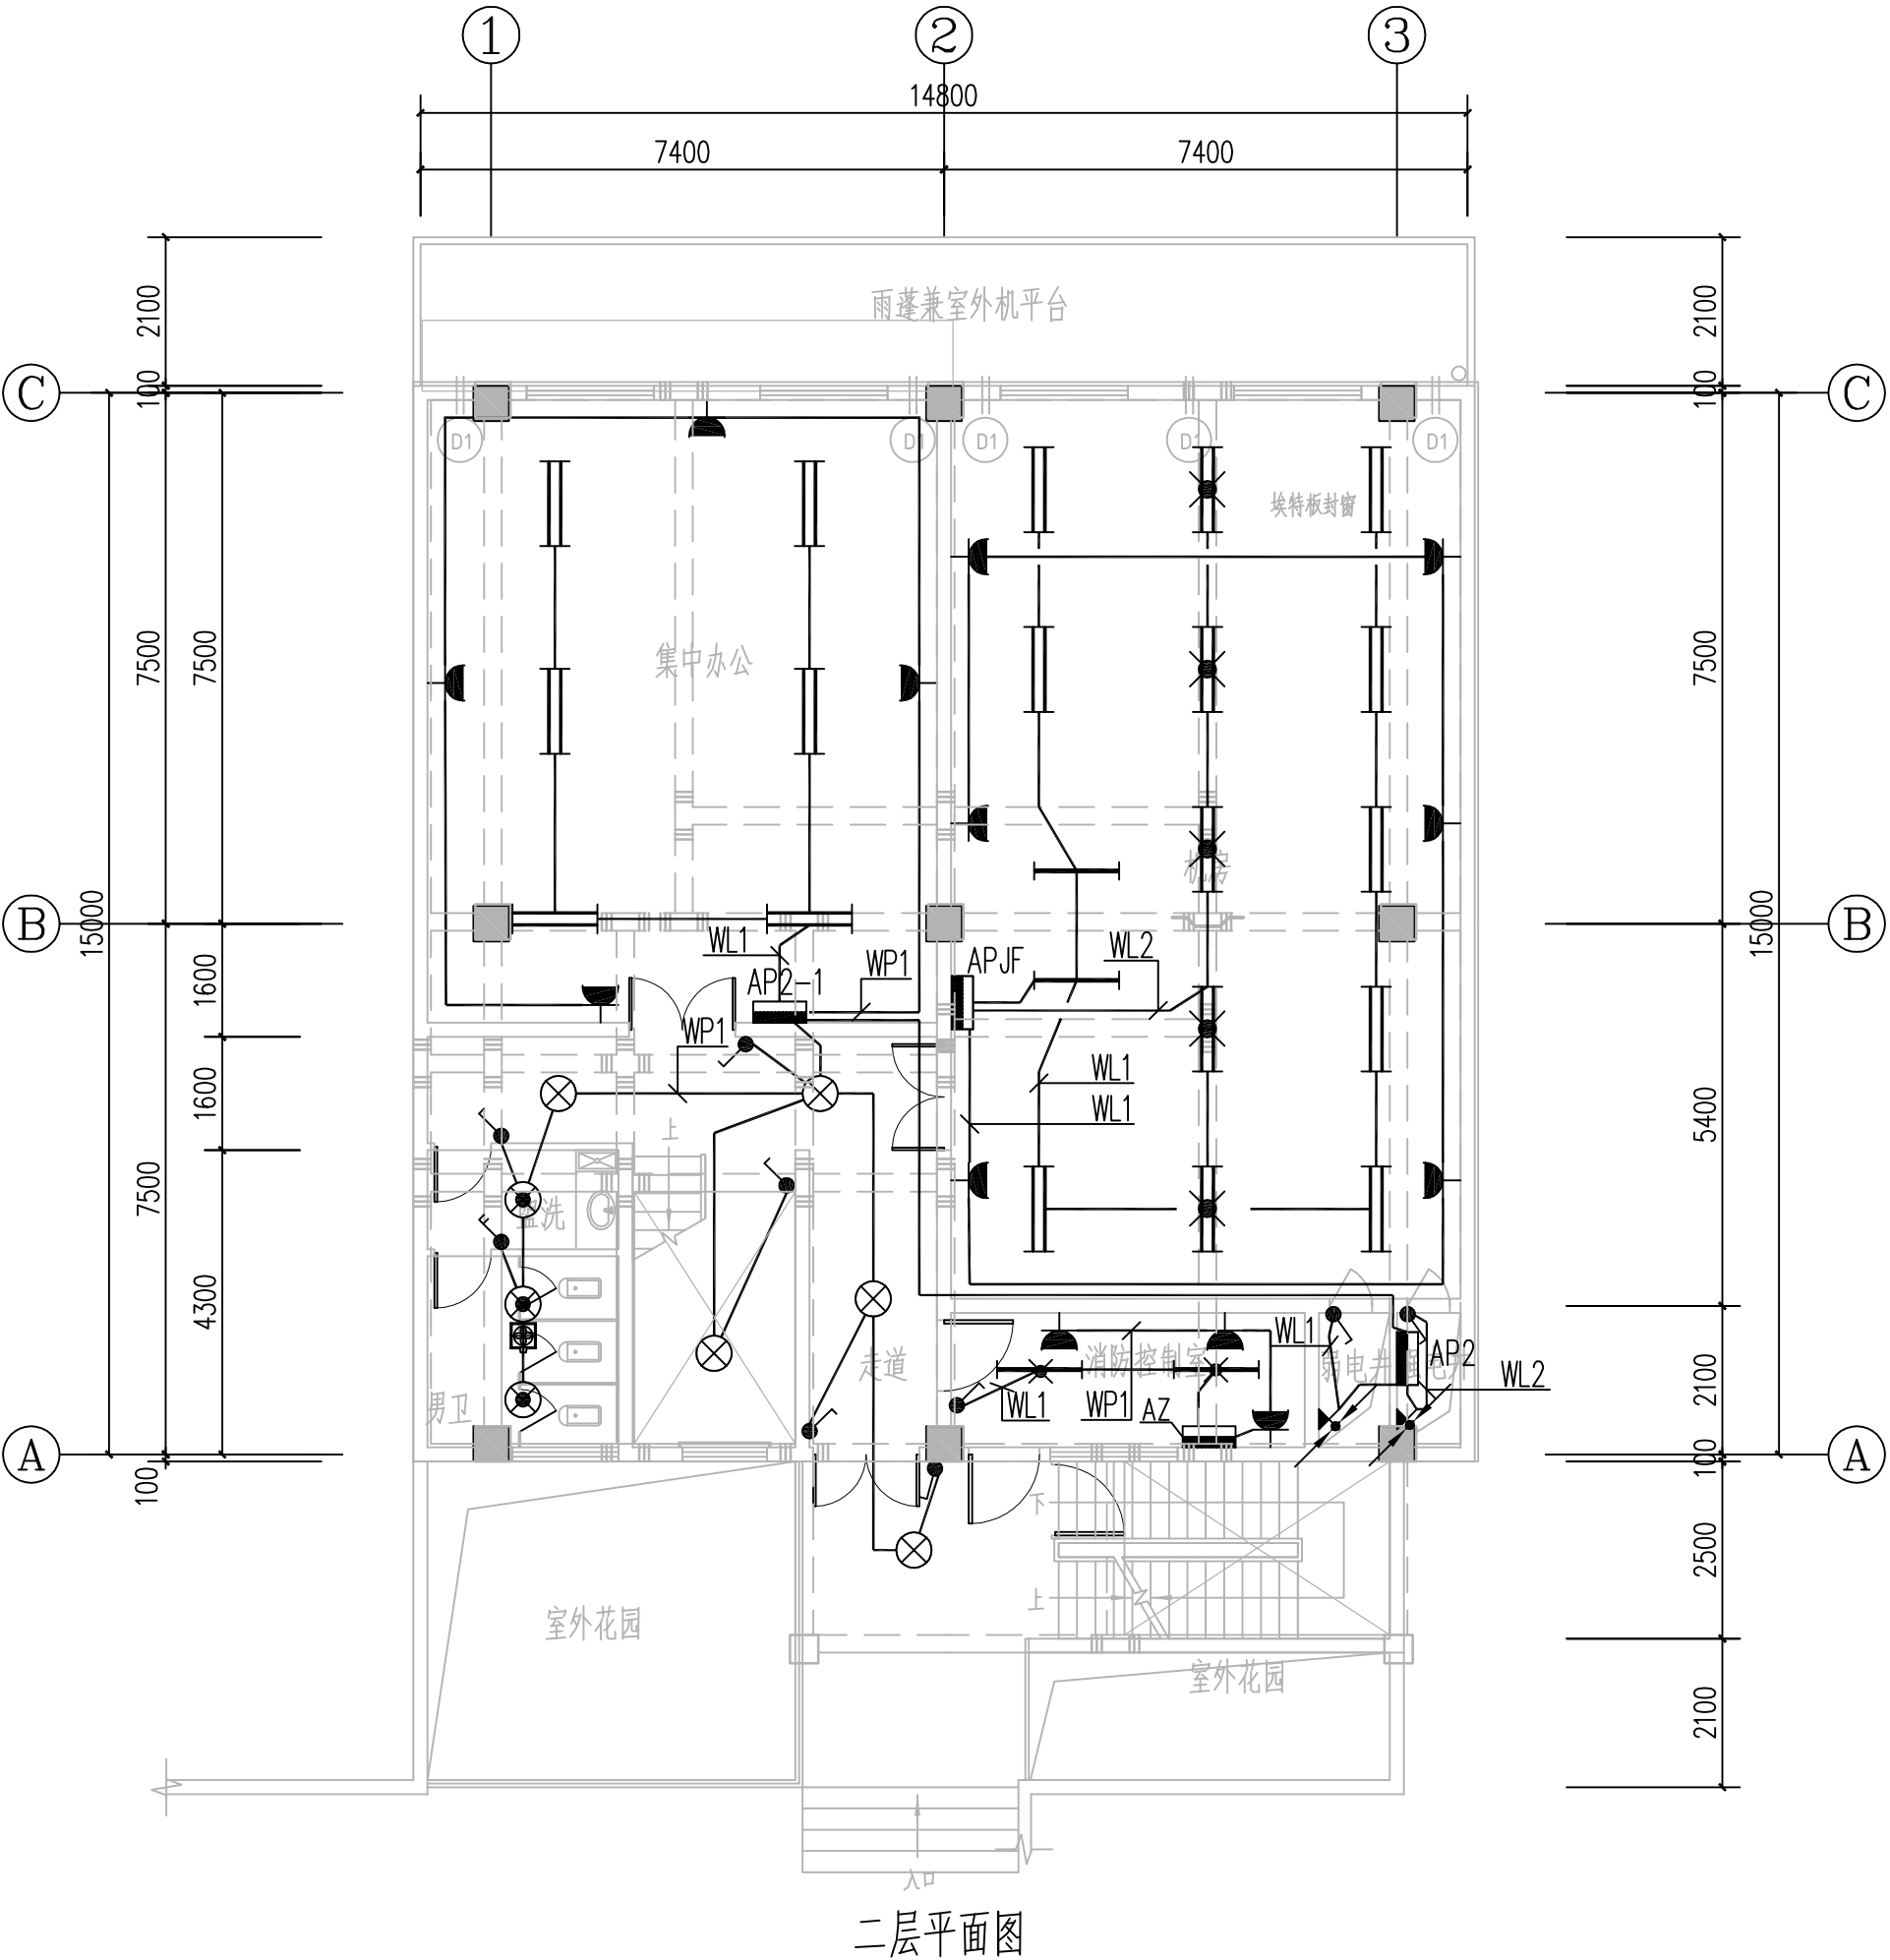 1 2 3
14800
7400 7400
雨蓬兼室外机平台
2100 2100
100 100
C C
D1 D1 D1 D1 D1
埃特板封窗
7500 7500 7500
集中办公
机房
B B
15000 15000
WL1 WP1 APJF WL2
AP2-1
1600
WP1
WL1
1600
WL1
5400
上
7500
盥洗
4300
WL1
走道 消防控制室 弱电井 AP2
男卫 WL1 WP1 AZ WL2
2100
A A
100 100
下
2500
上
室外花园
室外花园
2100
入口
二层平面图